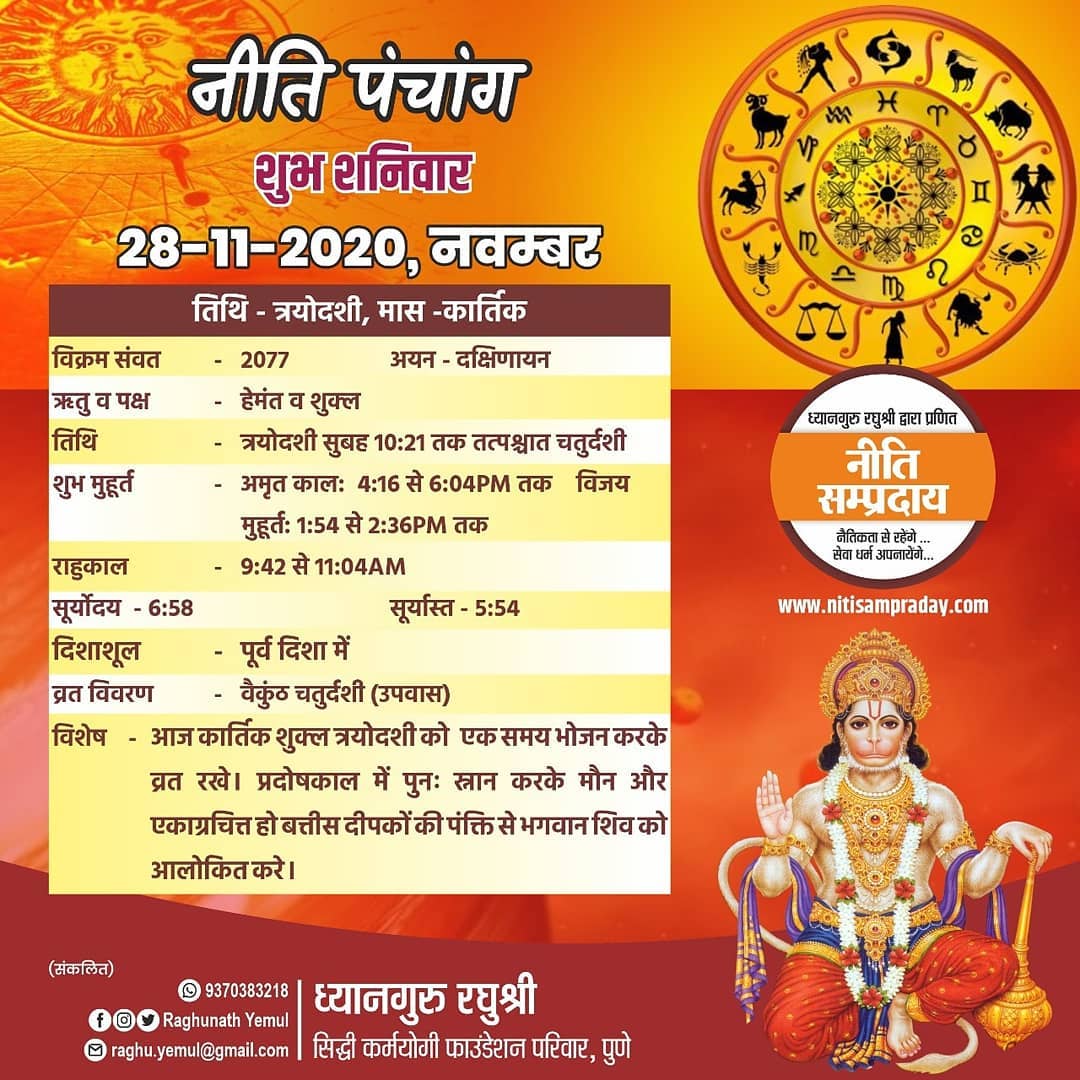 नीति पंचांग
शुभ शनिवार
28-11-2020, नवम्बर
तिथि - त्रयोदशी, मास -कार्तिक
विक्रम संवत - 2077 अयन - दक्षिणायन
ऋतु व पक्ष - हेमंत व शुक्ल
तिथि - त्रयोदशी सुबह 10:21 तक तत्पश्चात चतुर्दशी
शुभ मुहूर्त - अमृत काल: 4:16 से 6:04PM तक विजय
मुहूर्त: 1:54 से 2:36PM तक
राहुकाल - 9:42 से 11:04AM
सूर्योदय - 6:58 सूर्यास्त - 5:54
दिशाशूल - पूर्व दिशा में
व्रत विवरण - वैकुंठ चतुर्दशी (उपवास)
विशेष - आज कार्तिक शुक्ल त्रयोदशी को एक समय भोजन करके
व्रत रखे। प्रदोषकाल में पुनः स्नान करके मौन और
एकाग्रचित्त हो बत्तीस दीपकों की पंक्ति से भगवान शिव को
आलोकित करे।
ध्यानगुरु रघुश्री द्वारा प्रणित
नीति
सम्प्रदाय
नैतिकता से रहेंगे ...
सेवा धर्म अपनायेंगे...
www.nitisampraday.com
(संकलित)
9370383218
Raghunath Yemul
raghu.yemul@gmail.com
ध्यानगुरु रघुश्री
सिद्धी कर्मयोगी फाउंडेशन परिवार, पुणे